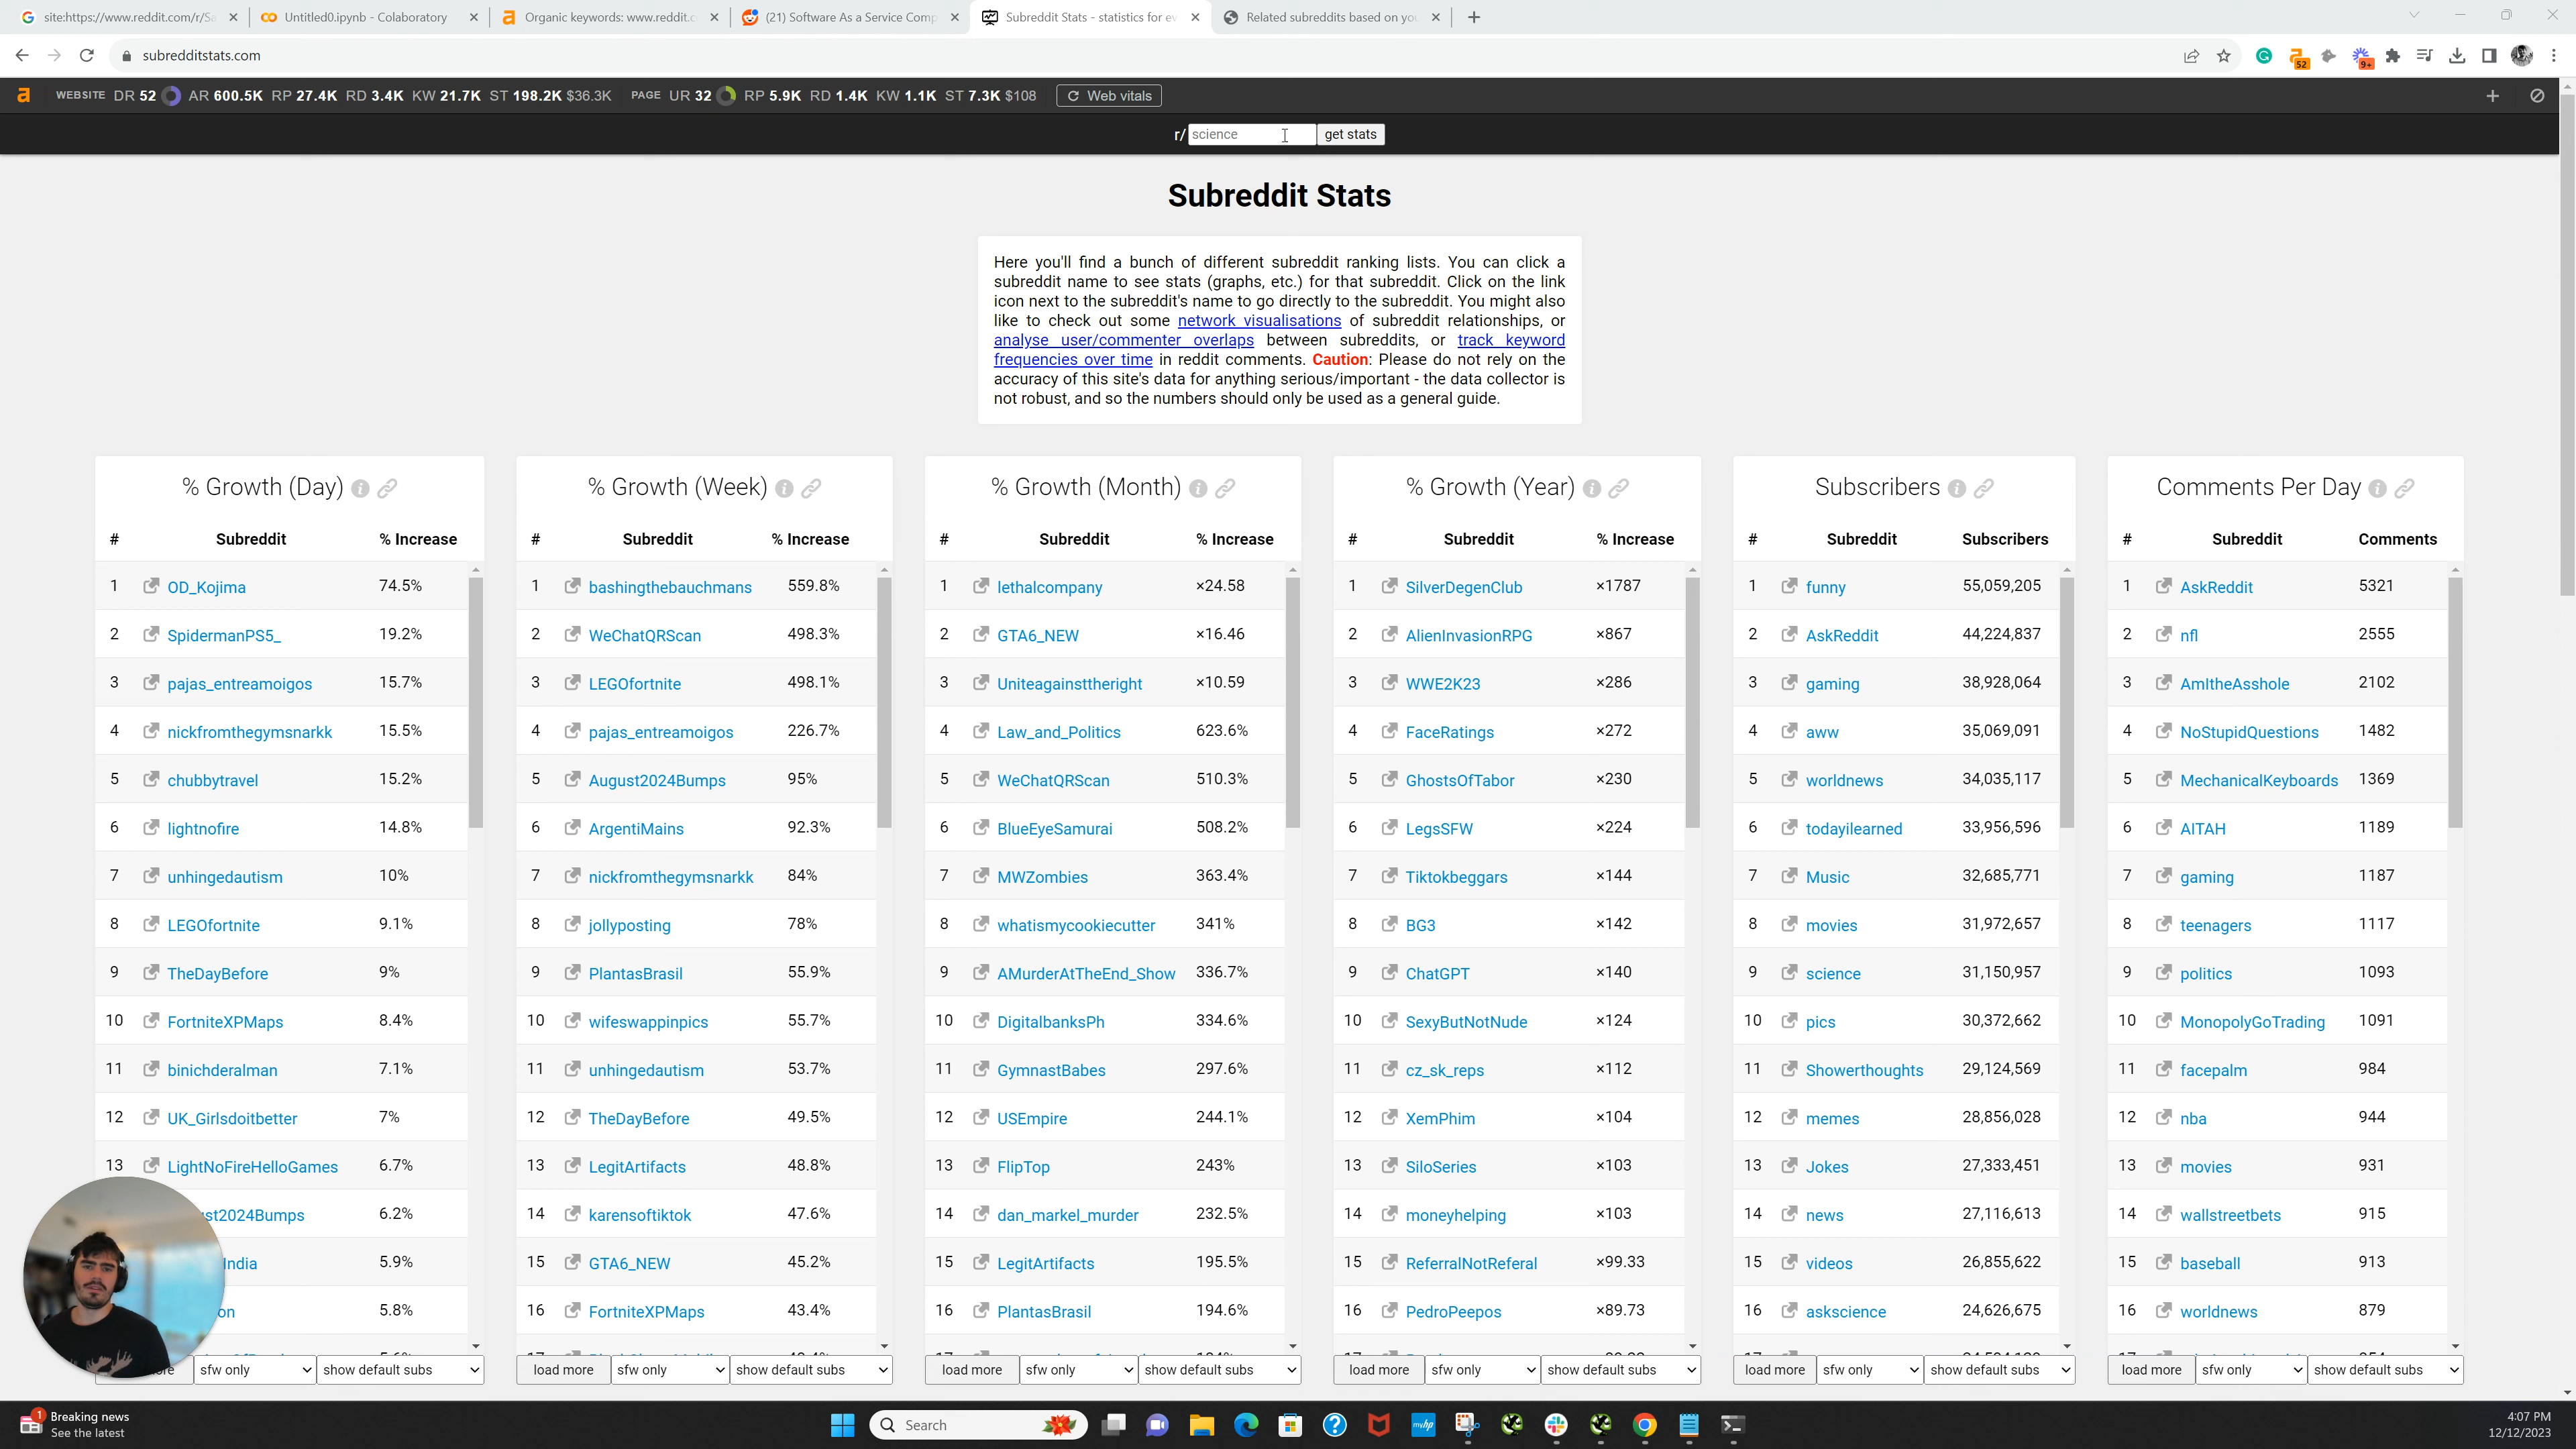 site:https://www.reddit.com/r/Sa
Untitled0.ipynb - Colaboratory
Organic keywords: www.reddit.c
(21) Software As a Service Comp
Subreddit Stats - statistics for ev
Related subreddits based on yo
subredditstats.com
52
9+
WEBSITE DR 52 AR 600.5K RP 27.4K RD 3.4K KW 21.7K ST 198.2K $36.3K PAGE UR 32 RP 5.9K RD 1.4K KW 1.1K ST 7.3K $108 Web vitals
r/ science get stats
Subreddit Stats
Here you'll find a bunch of different subreddit ranking lists. You can click a
subreddit name to see stats (graphs, etc.) for that subreddit. Click on the link
icon next to the subreddit's name to go directly to the subreddit. You might also
like to check out some network visualisations of subreddit relationships, or
analyse user/commenter overlaps between subreddits, or track keyword
frequencies over time in reddit comments. Caution: Please do not rely on the
accuracy of this site's data for anything serious/important - the data collector is
not robust, and so the numbers should only be used as a general guide.
% Growth (Day)
# Subreddit % Increase
1 OD_Kojima 74.5%
2 SpidermanPS5_ 19.2%
3 pajas_entreamoigos 15.7%
4 nickfromthegymsnarkk 15.5%
5 chubbytravel 15.2%
6 lightnofire 14.8%
7 unhingedautism 10%
8 LEGOfortnite 9.1%
9 TheDayBefore 9%
10 FortniteXPMaps 8.4%
11 binichderalman 7.1%
12 UK_Girlsdoitbetter 7%
13 LightNoFireHelloGames 6.7%
st2024Bumps 6.2%
India 5.9%
on 5.8%
sfw only show default subs
% Growth (Week)
# Subreddit % Increase
1 bashingthebauchmans 559.8%
2 WeChatQRScan 498.3%
3 LEGOfortnite 498.1%
4 pajas_entreamoigos 226.7%
5 August2024Bumps 95%
6 ArgentiMains 92.3%
7 nickfromthegymsnarkk 84%
8 jollyposting 78%
9 PlantasBrasil 55.9%
10 wifeswappinpics 55.7%
11 unhingedautism 53.7%
12 TheDayBefore 49.5%
13 LegitArtifacts 48.8%
14 karensoftiktok 47.6%
15 GTA6_NEW 45.2%
16 FortniteXPMaps 43.4%
load more sfw only show default subs
% Growth (Month)
# Subreddit % Increase
1 lethalcompany ×24.58
2 GTA6_NEW ×16.46
3 Uniteagainsttheright ×10.59
4 Law_and_Politics 623.6%
5 WeChatQRScan 510.3%
6 BlueEyeSamurai 508.2%
7 MWZombies 363.4%
8 whatismycookiecutter 341%
9 AMurderAtTheEnd_Show 336.7%
10 DigitalbanksPh 334.6%
11 GymnastBabes 297.6%
12 USEmpire 244.1%
13 FlipTop 243%
14 dan_markel_murder 232.5%
15 LegitArtifacts 195.5%
16 PlantasBrasil 194.6%
load more sfw only show default subs
% Growth (Year)
# Subreddit % Increase
1 SilverDegenClub ×1787
2 AlienInvasionRPG ×867
3 WWE2K23 ×286
4 FaceRatings ×272
5 GhostsOfTabor ×230
6 LegsSFW ×224
7 Tiktokbeggars ×144
8 BG3 ×142
9 ChatGPT ×140
10 SexyButNotNude ×124
11 cz_sk_reps ×112
12 XemPhim ×104
13 SiloSeries ×103
14 moneyhelping ×103
15 ReferralNotReferal ×99.33
16 PedroPeepos ×89.73
load more sfw only show default subs
Subscribers
# Subreddit Subscribers
1 funny 55,059,205
2 AskReddit 44,224,837
3 gaming 38,928,064
4 aww 35,069,091
5 worldnews 34,035,117
6 todayilearned 33,956,596
7 Music 32,685,771
8 movies 31,972,657
9 science 31,150,957
10 pics 30,372,662
11 Showerthoughts 29,124,569
12 memes 28,856,028
13 Jokes 27,333,451
14 news 27,116,613
15 videos 26,855,622
16 askscience 24,626,675
load more sfw only show default subs
Comments Per Day
# Subreddit Comments
1 AskReddit 5321
2 nfl 2555
3 AmItheAsshole 2102
4 NoStupidQuestions 1482
5 MechanicalKeyboards 1369
6 AITAH 1189
7 gaming 1187
8 teenagers 1117
9 politics 1093
10 MonopolyGoTrading 1091
11 facepalm 984
12 nba 944
13 movies 931
14 wallstreetbets 915
15 baseball 913
16 worldnews 879
load more sfw only show default subs
1
Breaking news
See the latest
Search
myhp
4:07 PM
12/12/2023